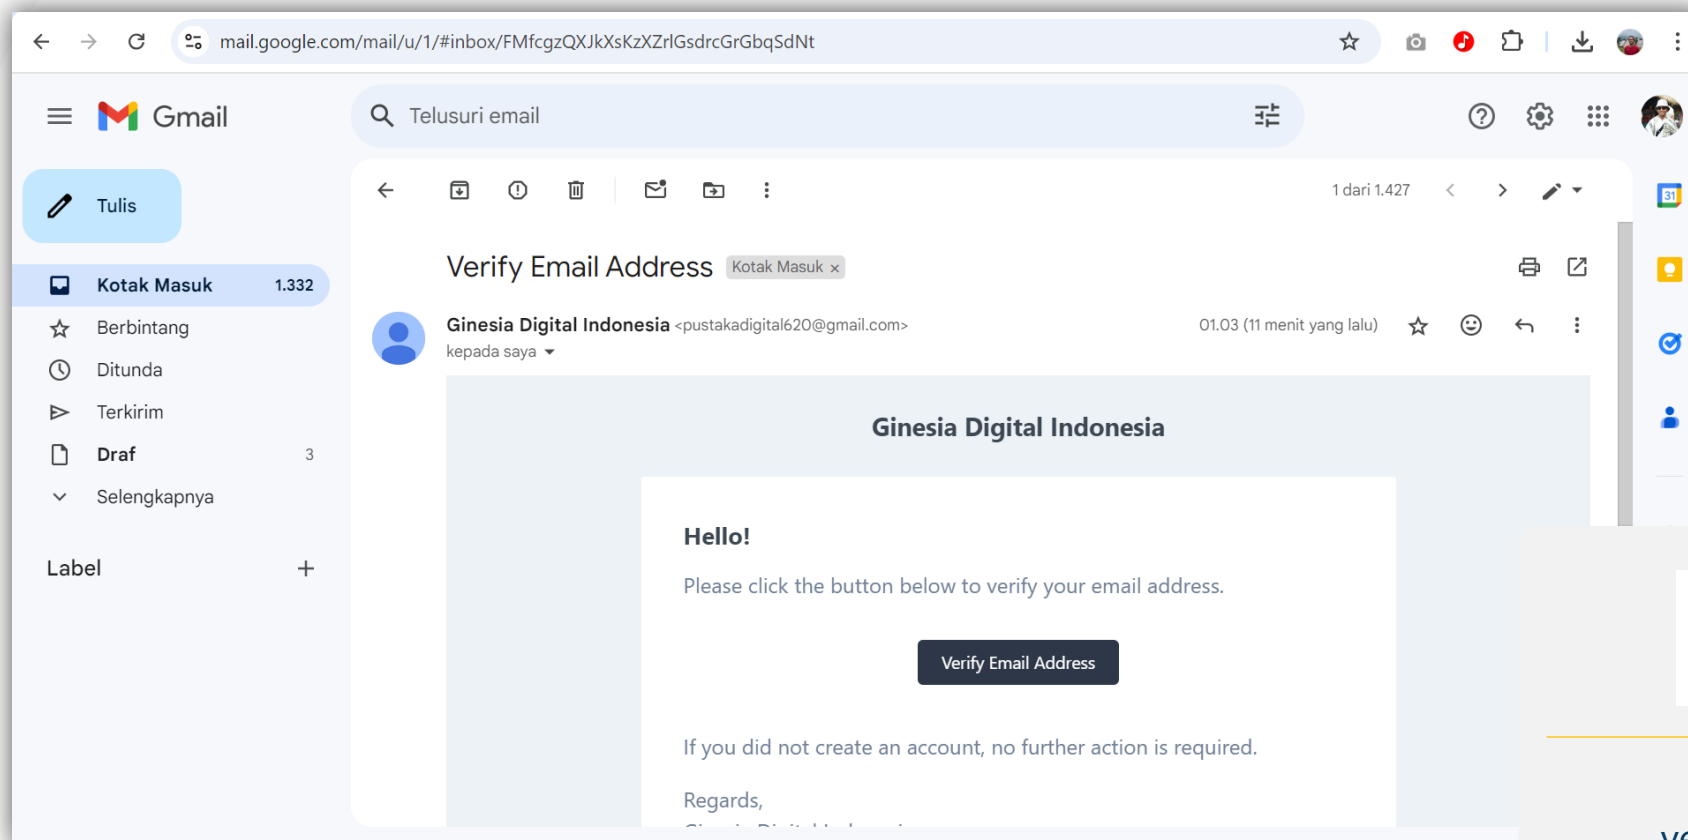 mail.google.com/mail/u/1/#inbox/FMfcgzQXJkXsKzXZrlGsdrcGrGbqSdNt
Gmail
Telusuri email
Tulis
1 dari 1.427
31
Verify Email Address Kotak Masuk ×
Kotak Masuk 1.332
Berbintang
Ditunda
Terkirim
Draf 3
Selengkapnya
Label
Ginesia Digital Indonesia <pustakadigital620@gmail.com>
01.03 (11 menit yang lalu)
kepada saya
Ginesia Digital Indonesia
Hello!
Please click the button below to verify your email address.
Verify Email Address
If you did not create an account, no further action is required.
Regards,